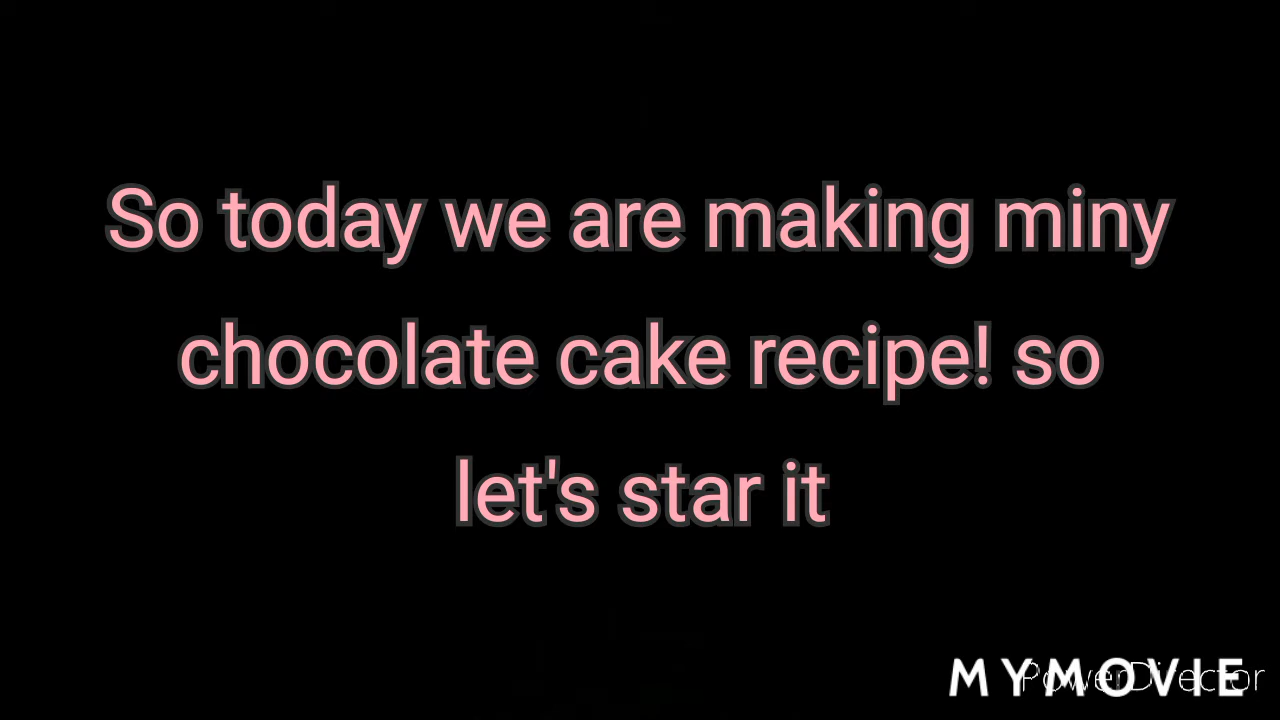 So today we are making miny
chocolate cake recipe! so
let's star it
MYMOVIE
PowerDirector